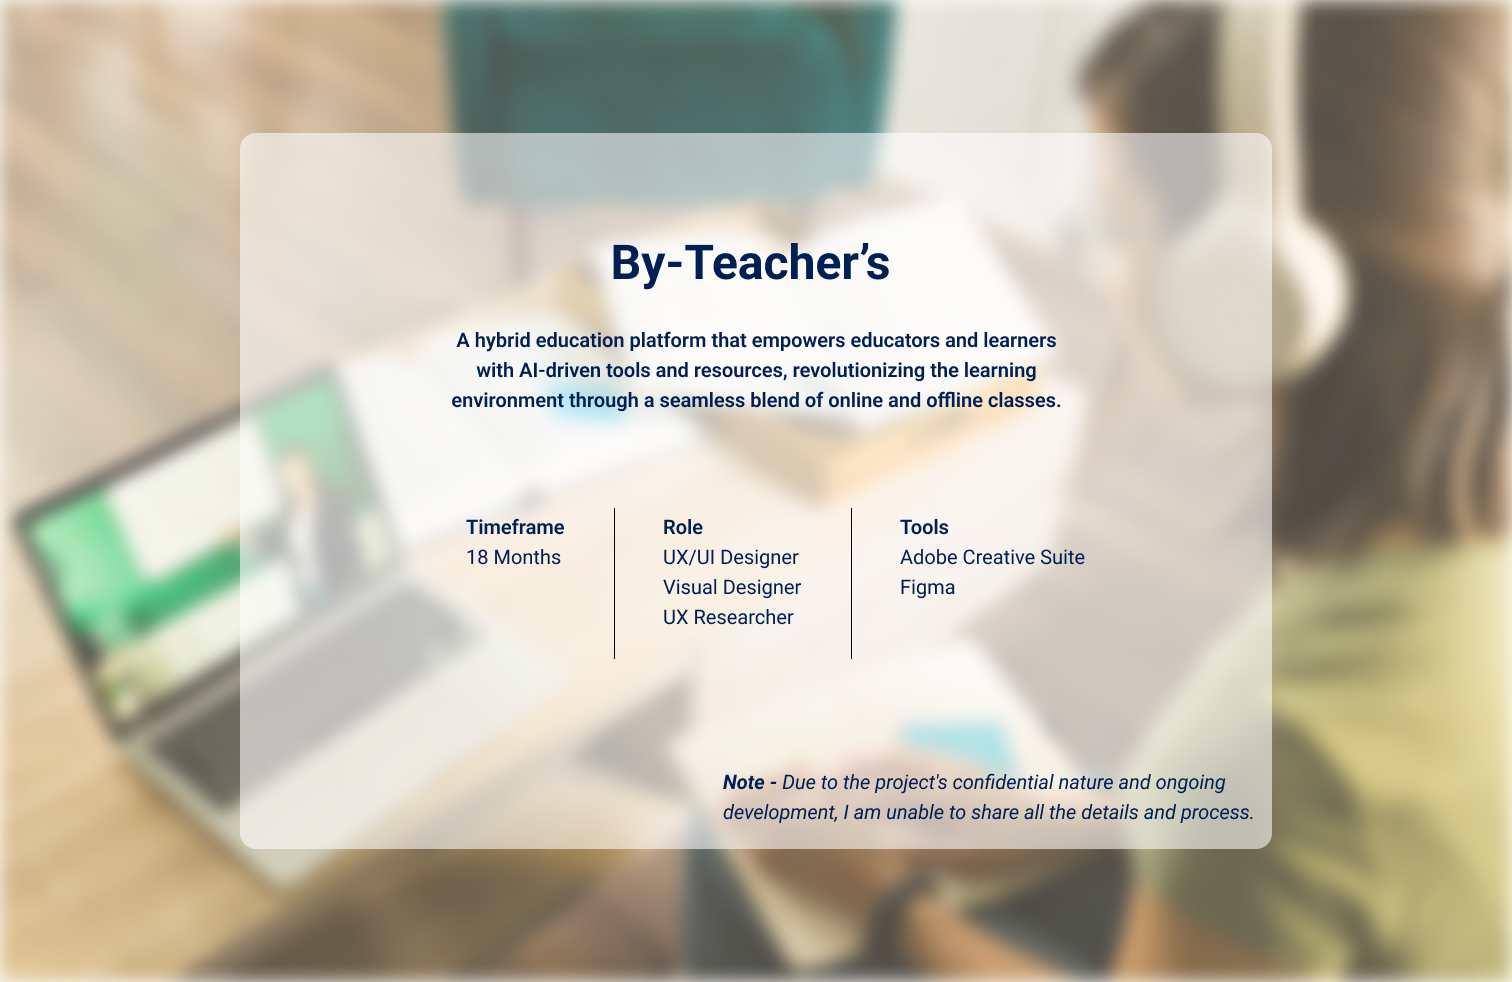 By-Teacher’s
A hybrid education platform that empowers educators and learners
with AI-driven tools and resources, revolutionizing the learning
environment through a seamless blend of online and offline classes.
Timeframe
18 Months
Role
UX/UI Designer
Visual Designer
UX Researcher
Tools
Adobe Creative Suite
Figma
Note - Due to the project's confidential nature and ongoing
development, I am unable to share all the details and process.